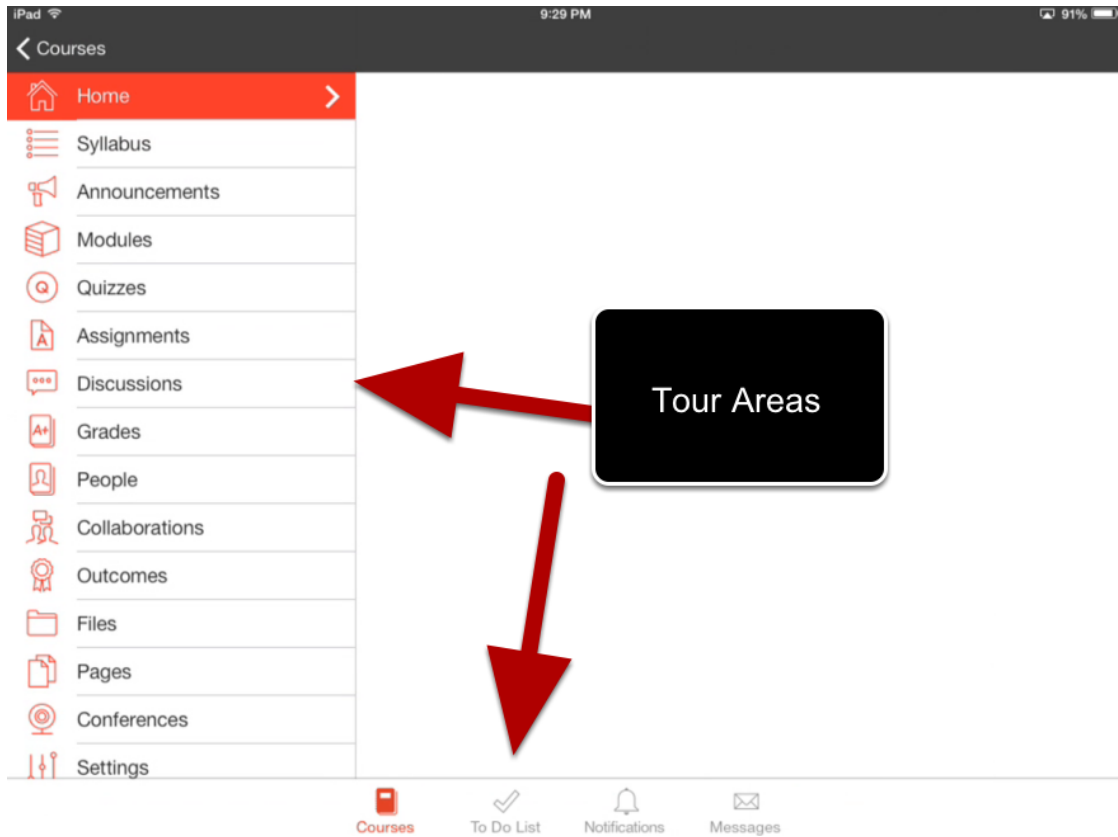 iPad 9:29 PM 91%
Courses
Home
Syllabus
Announcements
Modules
Q Quizzes
A Assignments
Discussions
A+ Grades
People
Collaborations
Outcomes
Files
Pages
Conferences
Settings
Tour Areas
Courses To Do List Notifications Messages